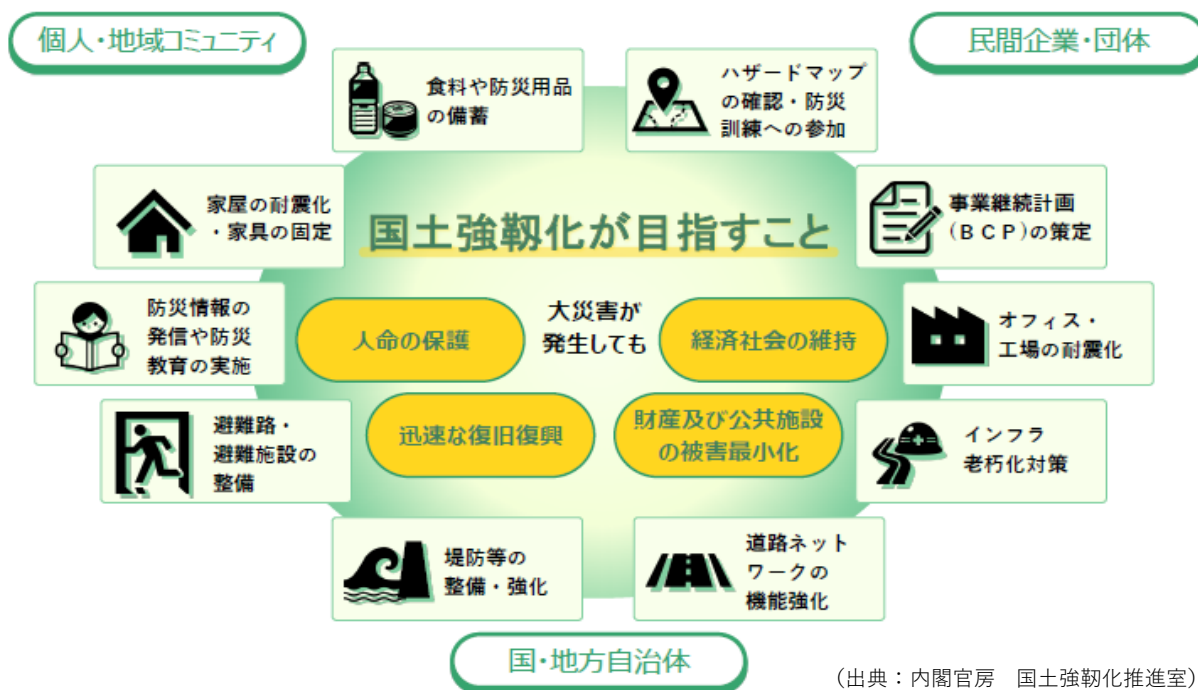 個人・地域コミュニティ
民間企業・団体
食料や防災用品
の備蓄
ハザードマップ
の確認・防災
訓練への参加
家屋の耐震化
・家具の固定
国土強靱化が目指すこと
事業継続計画
(ＢＣＰ)の策定
防災情報の
発信や防災
教育の実施
人命の保護
大災害が
発生しても
経済社会の維持
オフィス・
工場の耐震化
避難路・
避難施設の
整備
迅速な復旧復興
財産及び公共施設
の被害最小化
インフラ
老朽化対策
堤防等の
整備・強化
道路ネット
ワークの
機能強化
国・地方自治体
（出典：内閣官房　国土強靱化推進室）